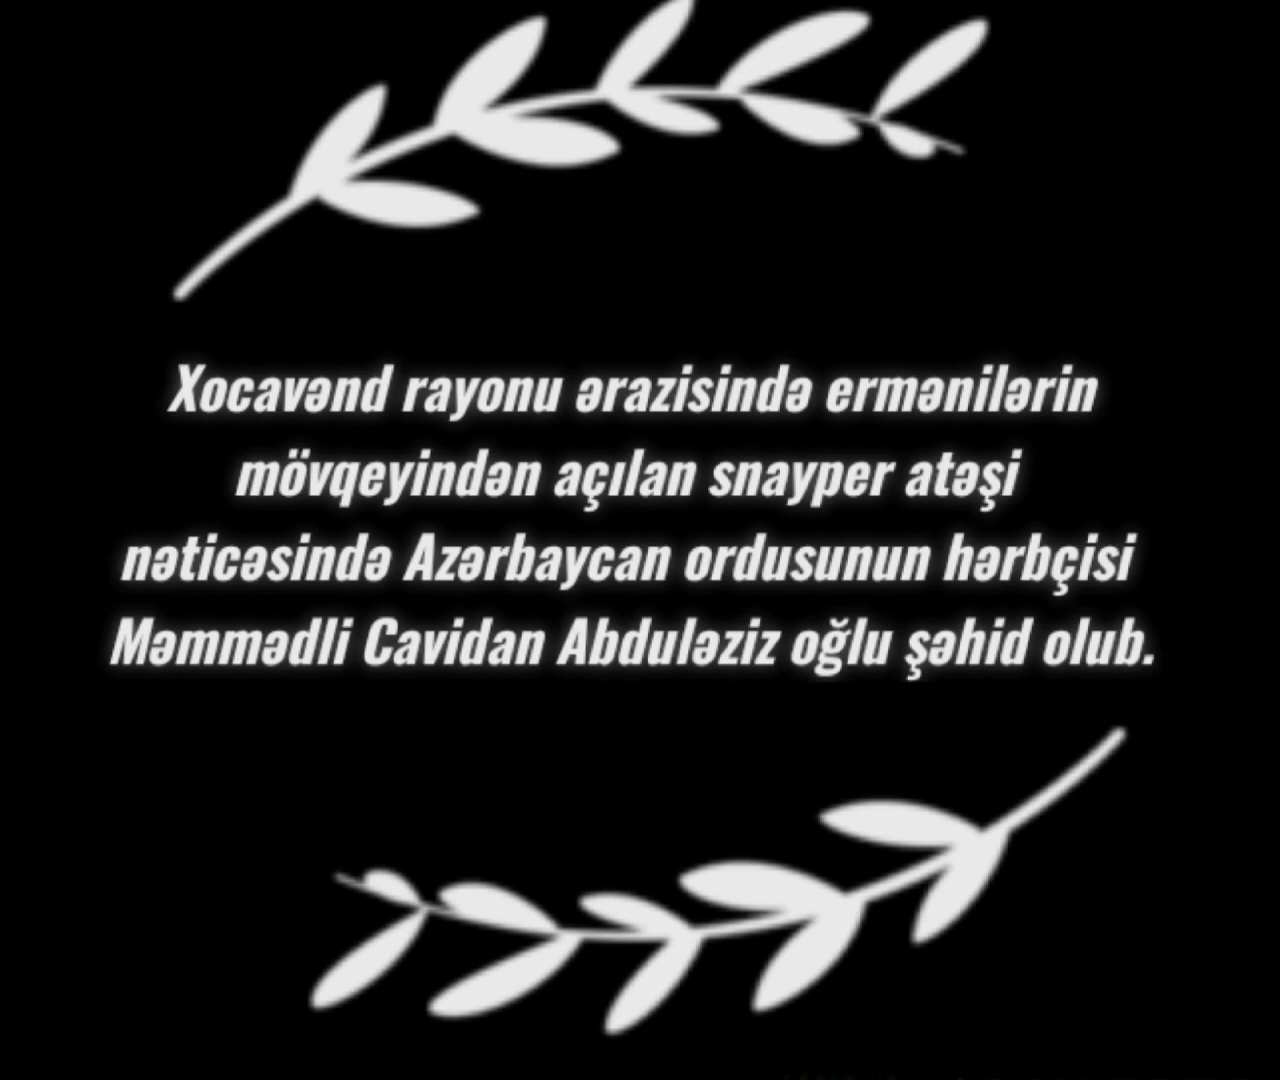 Xocavənd rayonu ərazisində ermənilərin
mövqeyindən açılan snayper atəşi
nəticəsində Azərbaycan ordusunun hərbçisi
Məmmədli Cavidan Abduləziz oğlu şəhid olub.